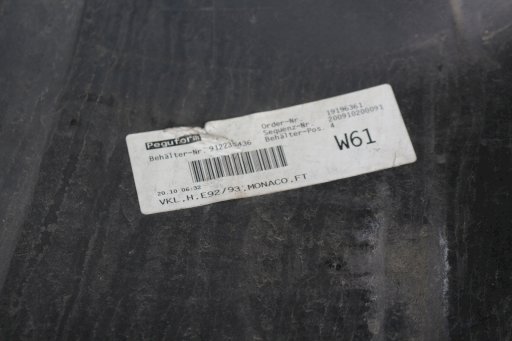 Peguform
Order-Nr. 19196361
Sequenz-Nr. 200910200091
Behälter-Nr. 912235436 Behälter-Pos. 4
W61
20.10 06:32
VKL.H.E92/93.MONACO.FT